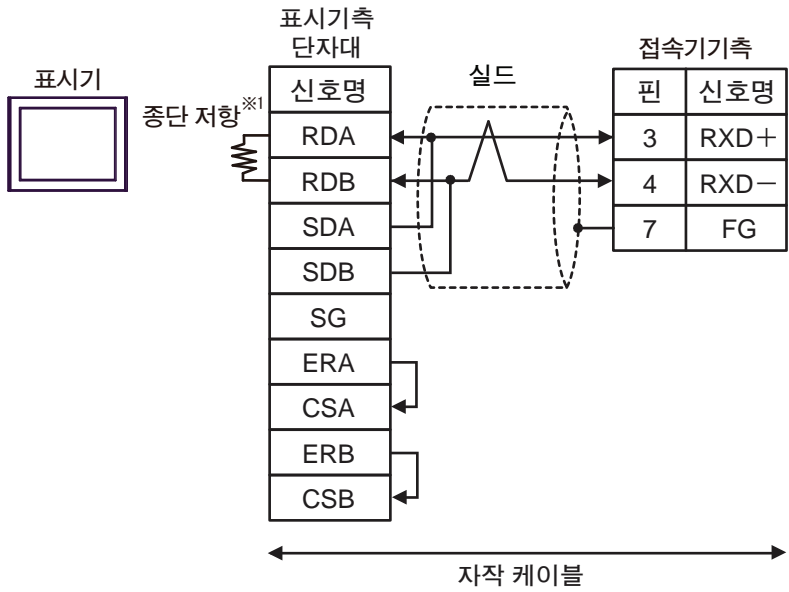 표시기측
단자대
접속기기측
표시기
실드
종단 저항※1
신호명
RDA
RDB
SDA
SDB
SG
ERA
CSA
ERB
CSB
핀 신호명
3 RXD+
4 RXD-
7 FG
자작 케이블